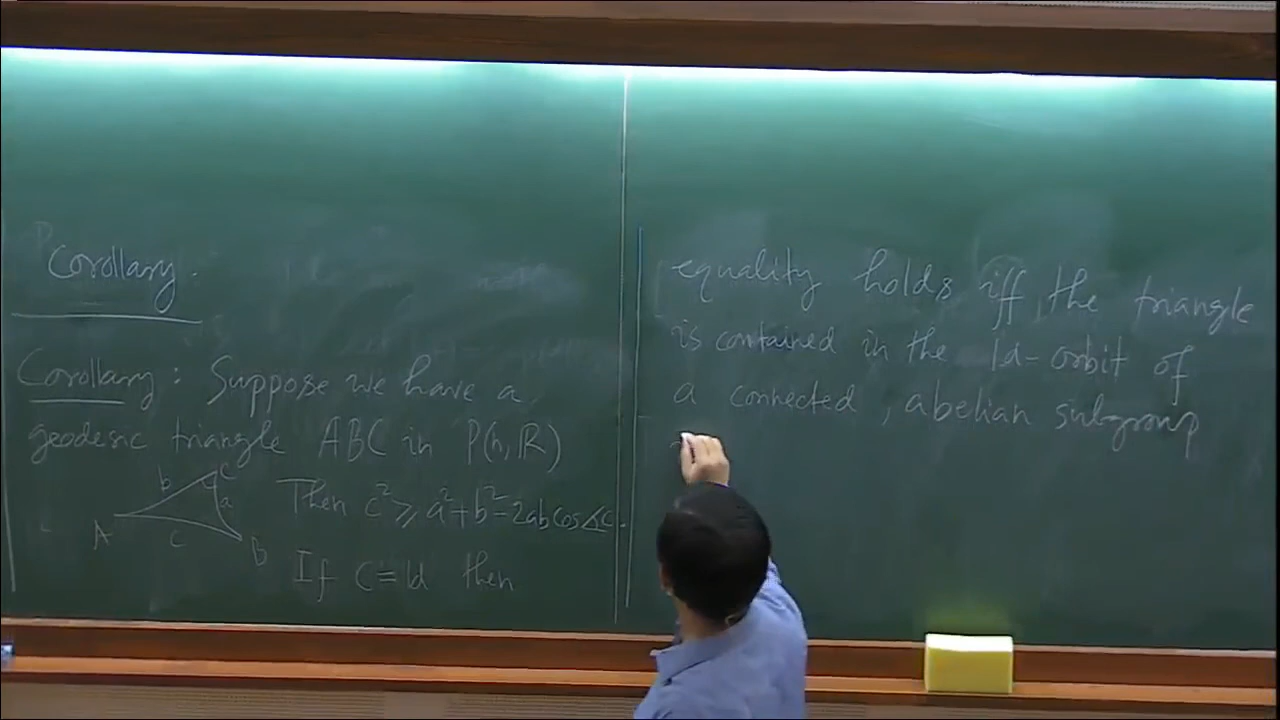 Corollary.
Corollary: Suppose we have a
geodesic triangle ABC in P(n,R)
Then c² ≥ a²+b²-2ab cos∡C.
b
C
a
A
c
B
If C=Id then
equality holds iff, the triangle
is contained in the Id-orbit of
a connected, abelian subgroup